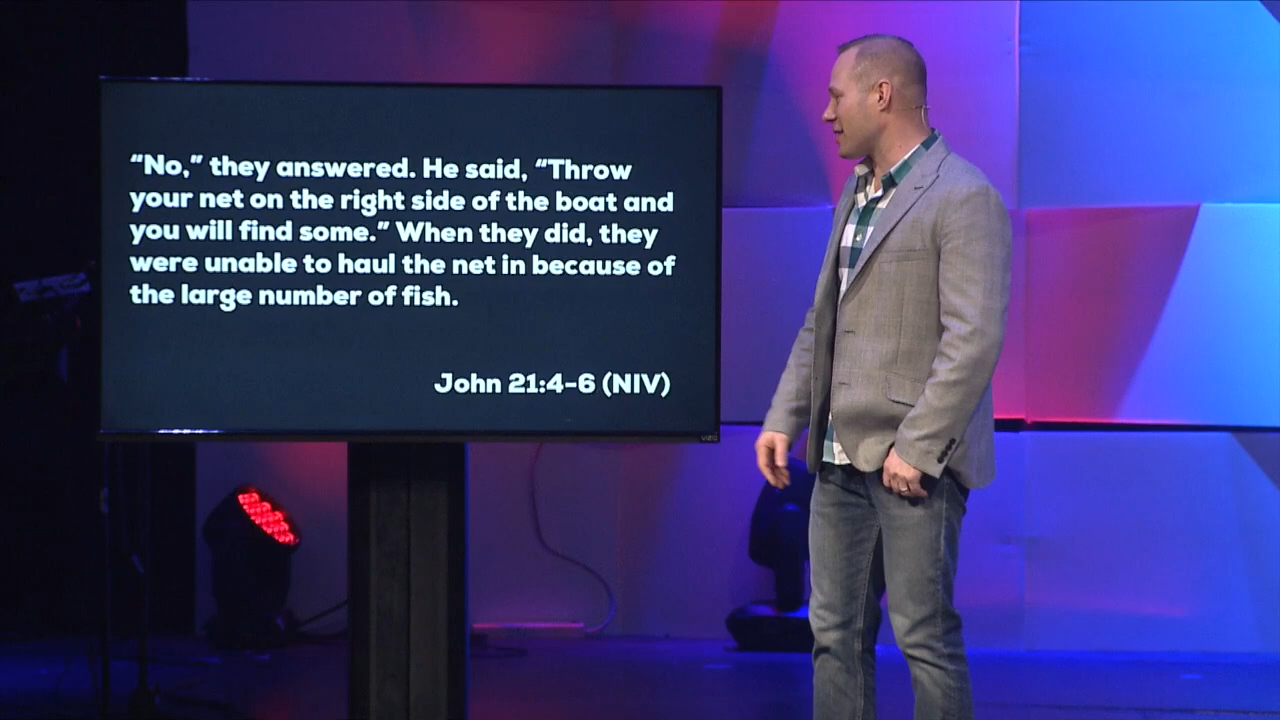 “No,” they answered. He said, “Throw
your net on the right side of the boat and
you will find some.” When they did, they
were unable to haul the net in because of
the large number of fish.
John 21:4-6 (NIV)
VIZIO